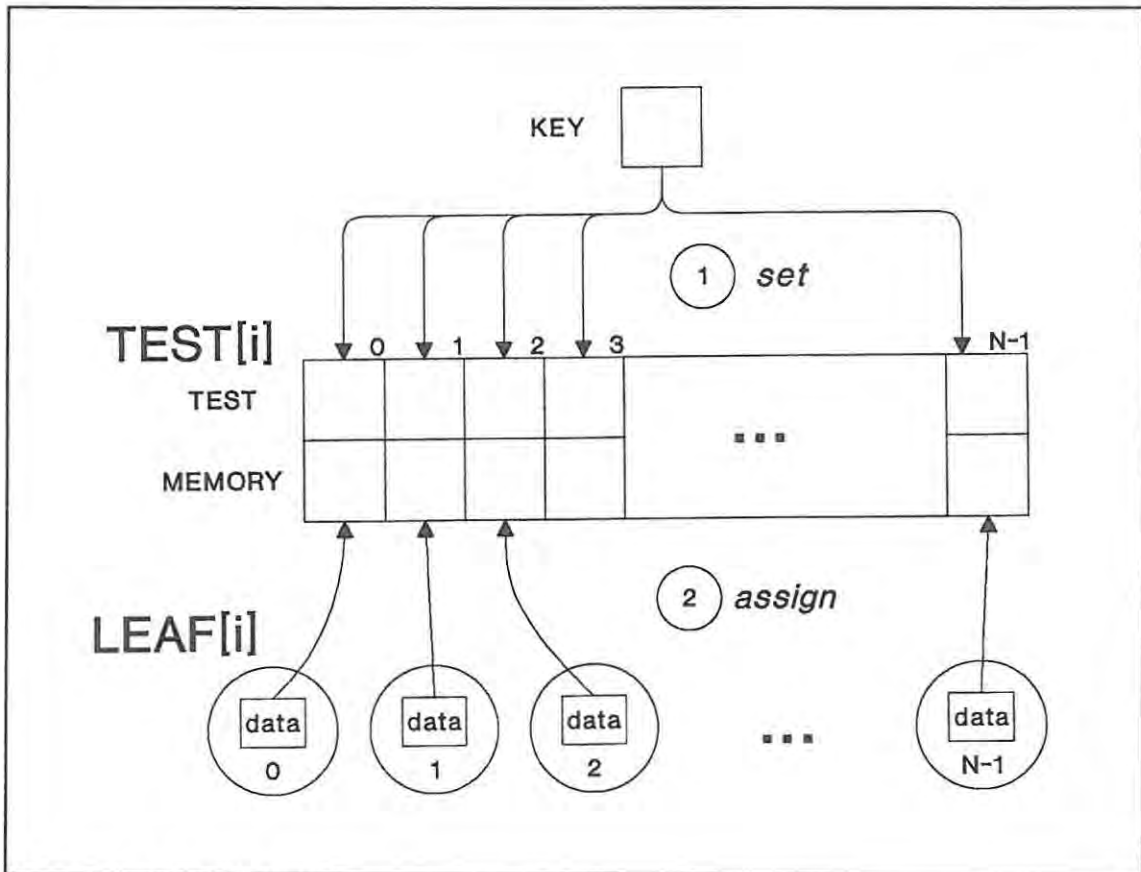 KEY
1 set
TEST[i]
0 1 2 3 N-1
TEST
...
MEMORY
2 assign
LEAF[i]
data data data data
...
0 1 2 N-1